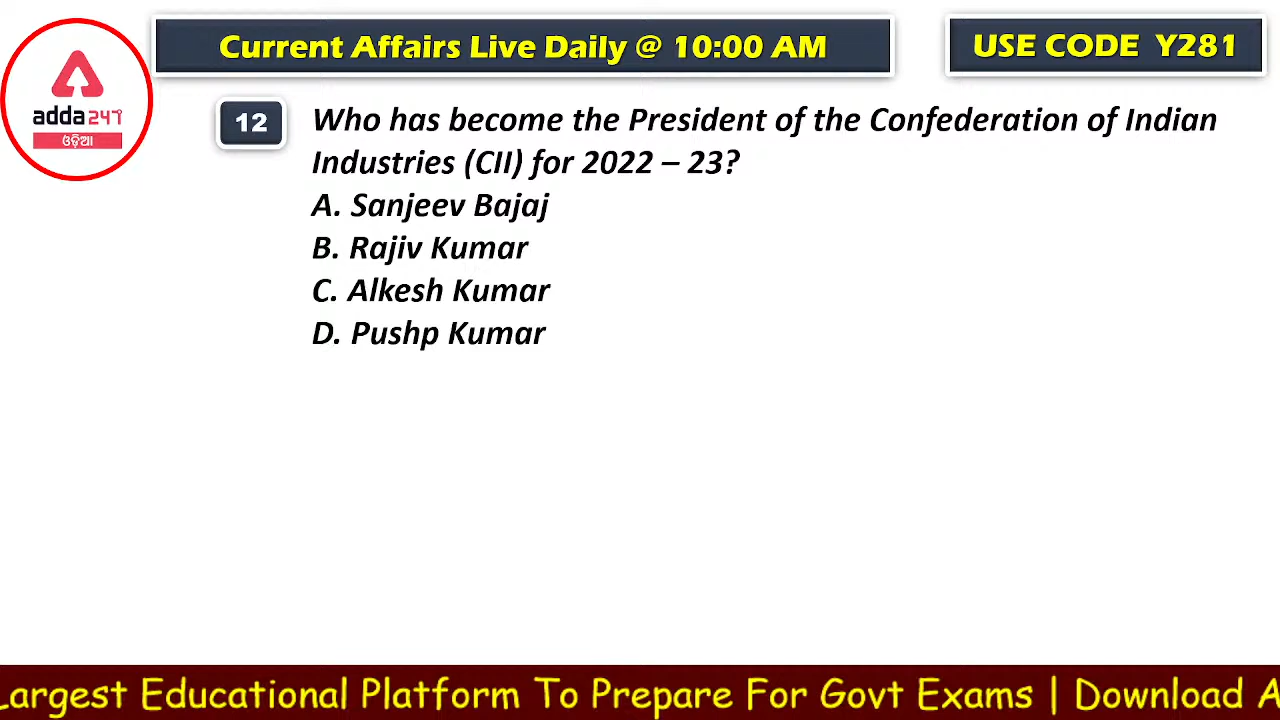 Current Affairs Live Daily @ 10:00 AM
USE CODE Y281
adda247
ଓଡ଼ିଆ
12
Who has become the President of the Confederation of Indian
Industries (CII) for 2022 – 23?
A. Sanjeev Bajaj
B. Rajiv Kumar
C. Alkesh Kumar
D. Pushp Kumar
Largest Educational Platform To Prepare For Govt Exams | Download A